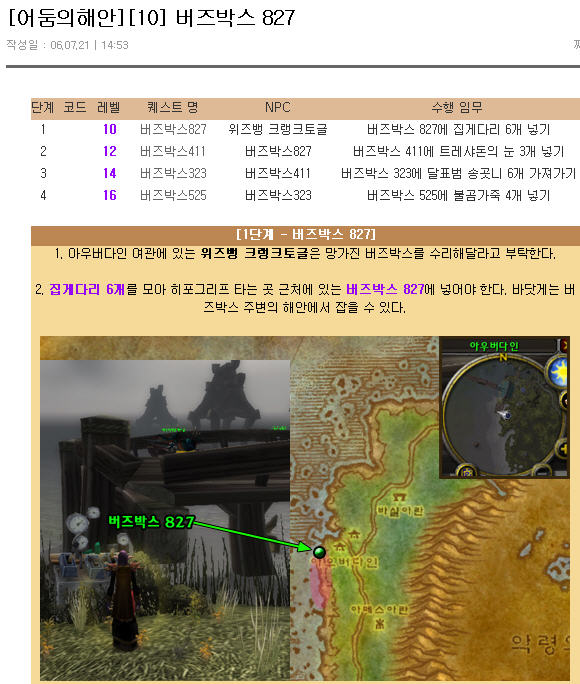 [어둠의해안][10] 버즈박스 827
작성일 : 06.07.21 | 14:53
단계 코드 레벨 퀘스트 명 NPC 수행 임무
1 10 버즈박스827 위즈뱅 크랭크토글 버즈박스 827에 집게다리 6개 넣기
2 12 버즈박스411 버즈박스827 버즈박스 411에 트레샤돈의 눈 3개 넣기
3 14 버즈박스323 버즈박스411 버즈박스 323에 달표범 송곳니 6개 가져가기
4 16 버즈박스525 버즈박스323 버즈박스 525에 불곰가죽 4개 넣기
[1단계 - 버즈박스 827]
1. 아우버다인 여관에 있는 위즈뱅 크랭크토글은 망가진 버즈박스를 수리해달라고 부탁한다.
2. 집게다리 6개를 모아 히포그리프 타는 곳 근처에 있는 버즈박스 827에 넣어야 한다. 바닷게는 버
즈박스 주변의 해안에서 잡을 수 있다.
아우버다인
N
버즈박스 827
바살아란
아우버다인
아메스아란
악령의